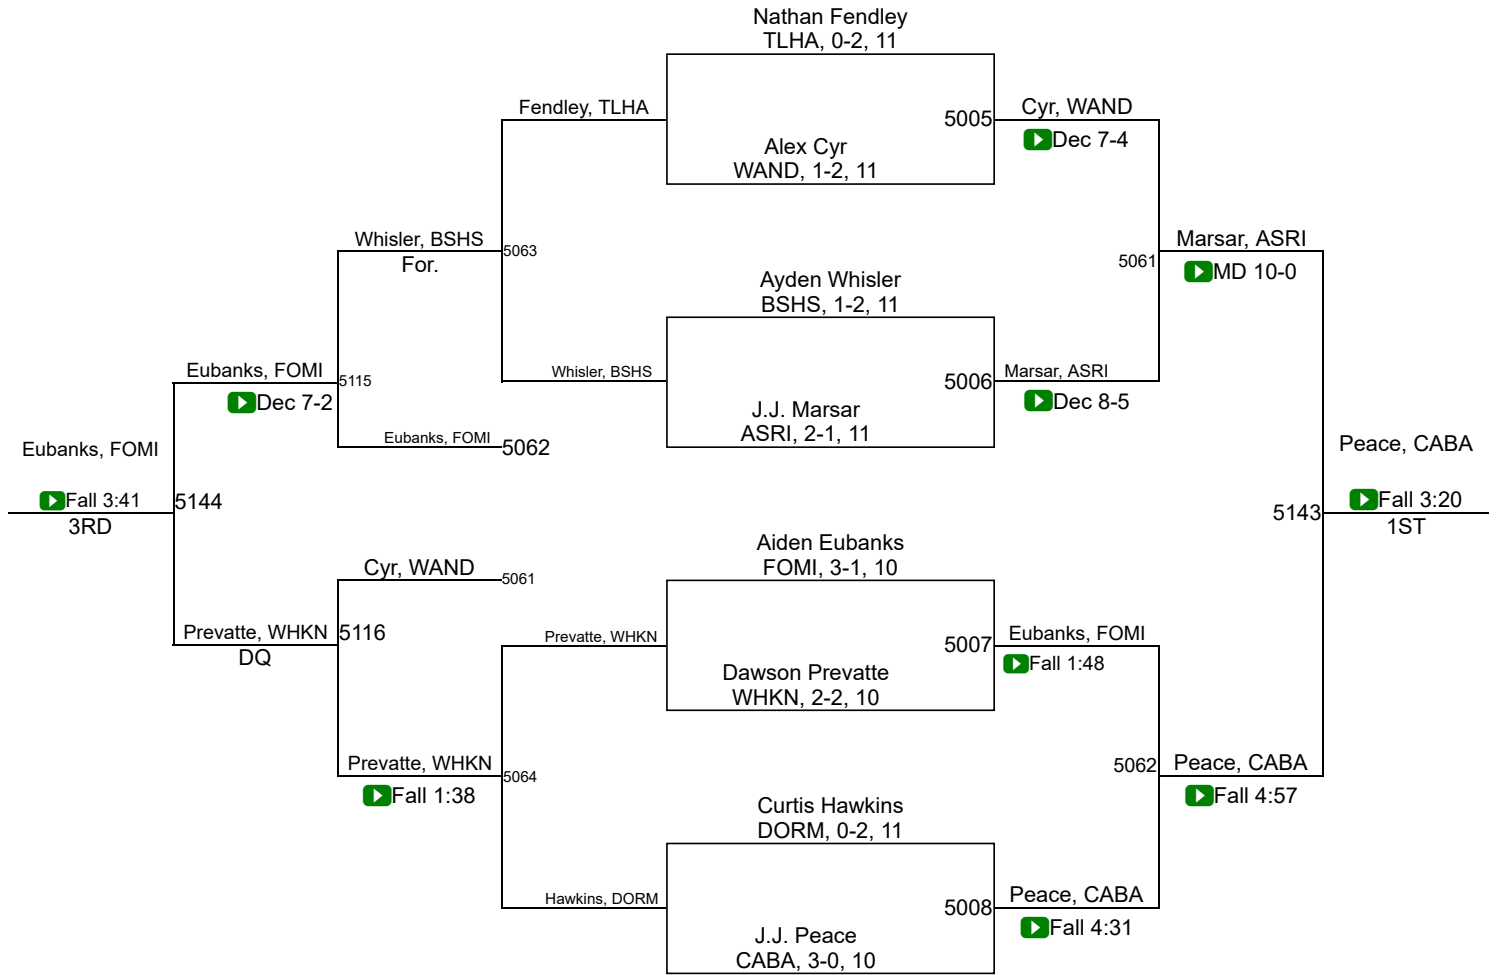 Nathan Fendley
TLHA, 0-2, 11
Fendley, TLHA
5005
Cyr, WAND
Dec 7-4
Alex Cyr
WAND, 1-2, 11
Whisler, BSHS
5063
For.
5061
Marsar, ASRI
MD 10-0
Ayden Whisler
BSHS, 1-2, 11
Eubanks, FOMI
5115
Dec 7-2
Whisler, BSHS
5006
Marsar, ASRI
Dec 8-5
J.J. Marsar
ASRI, 2-1, 11
Eubanks, FOMI
5062
Eubanks, FOMI
Fall 3:41
3RD
5144
Peace, CABA
5143
Fall 3:20
1ST
Aiden Eubanks
FOMI, 3-1, 10
Cyr, WAND
5061
Prevatte, WHKN
DQ
5116
Prevatte, WHKN
5007
Eubanks, FOMI
Fall 1:48
Dawson Prevatte
WHKN, 2-2, 10
Prevatte, WHKN
5064
Fall 1:38
5062
Peace, CABA
Fall 4:57
Curtis Hawkins
DORM, 0-2, 11
Hawkins, DORM
5008
Peace, CABA
Fall 4:31
J.J. Peace
CABA, 3-0, 10